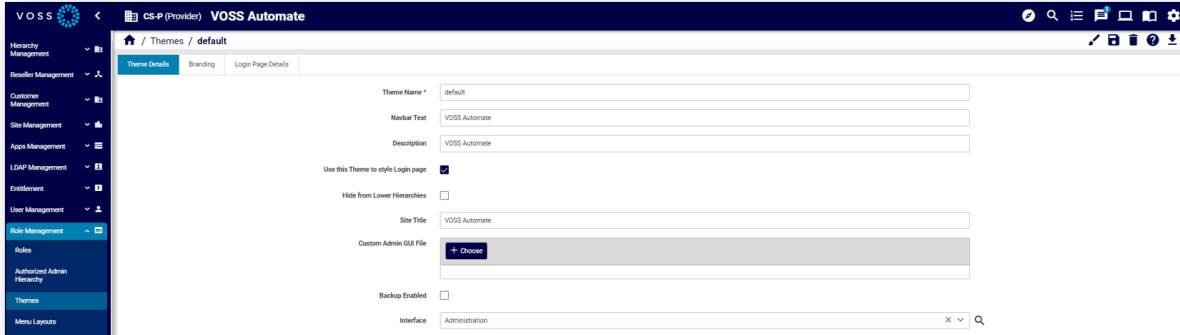 VOSS
CS-P (Provider) VOSS Automate
/ Themes / default
Hierarchy
Management
Reseller Management
Customer
Management
Site Management
Apps Management
LDAP Management
Entitlement
User Management
Role Management
Roles
Authorized Admin
Hierarchy
Themes
Menu Layouts
Theme Details Branding Login Page Details
Theme Name * default
Navbar Text VOSS Automate
Description VOSS Automate
Use this Theme to style Login page
Hide from Lower Hierarchies
Site Title VOSS Automate
Custom Admin GUI File
+ Choose
Backup Enabled
Interface Administration